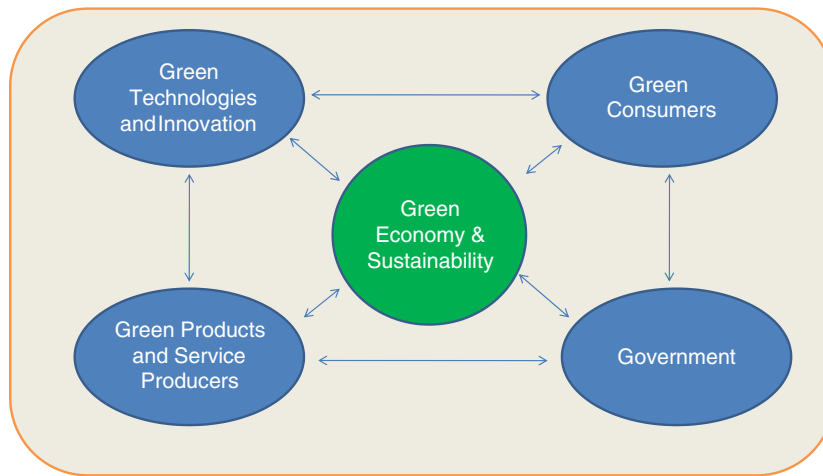 Green
Technologies
andInnovation
Green
Consumers
Green
Economy &
Sustainability
Green Products
and Service
Producers
Government